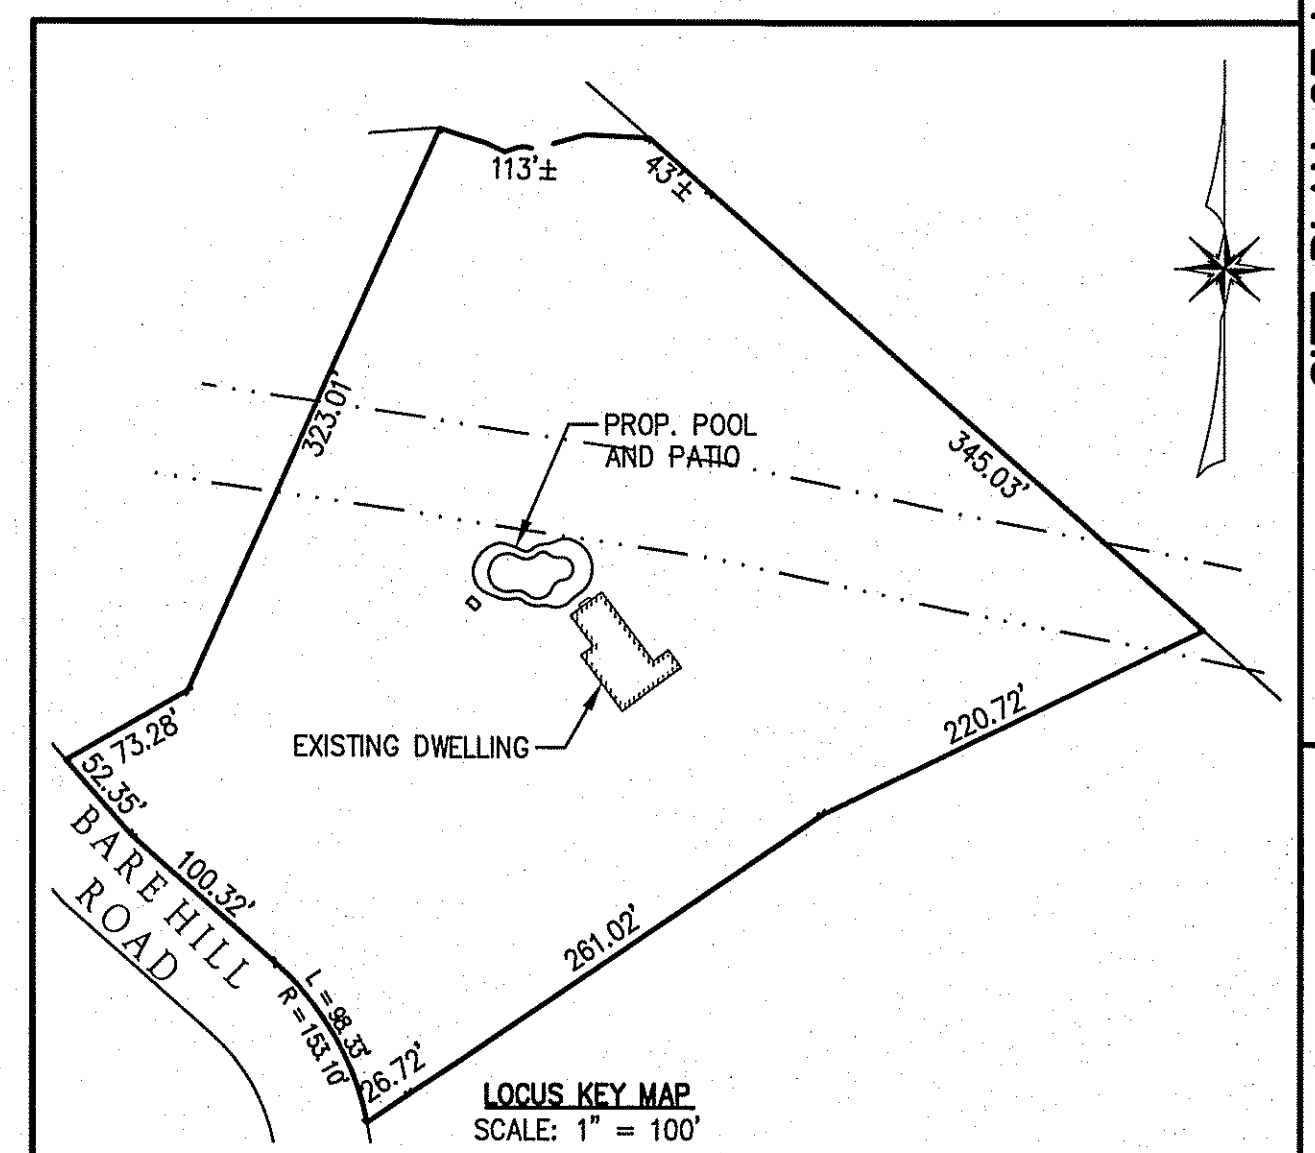 113'±
43'±
323.01'
PROP. POOL
AND PATIO
345.03'
EXISTING DWELLING
220.72'
73.28'
52.35'
BARE HILL
ROAD
100.32'
261.02'
L = 98.33'
R = 153.10'
26.72'
LOCUS KEY MAP
SCALE: 1" = 100'